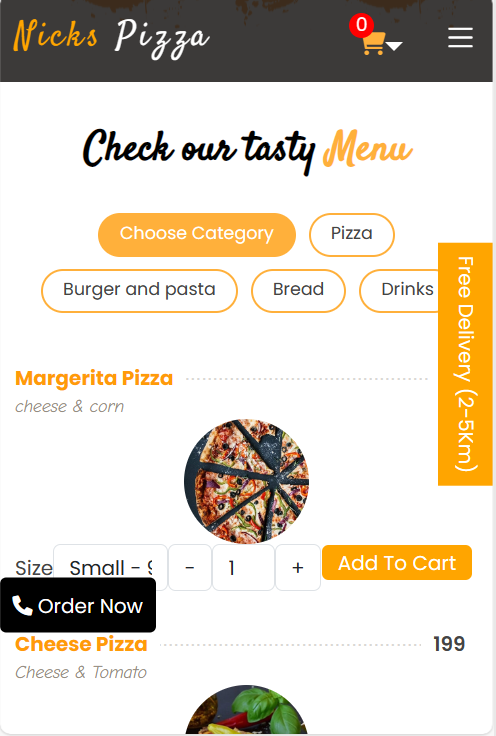 Nicks Pizza
0
Check our tasty Menu
Choose Category
Pizza
Burger and pasta
Bread
Drinks
Free Delivery (2-5Km)
Margerita Pizza
cheese & corn
Size
Small - 9
-
1
+
Add To Cart
Order Now
Cheese Pizza
199
Cheese & Tomato